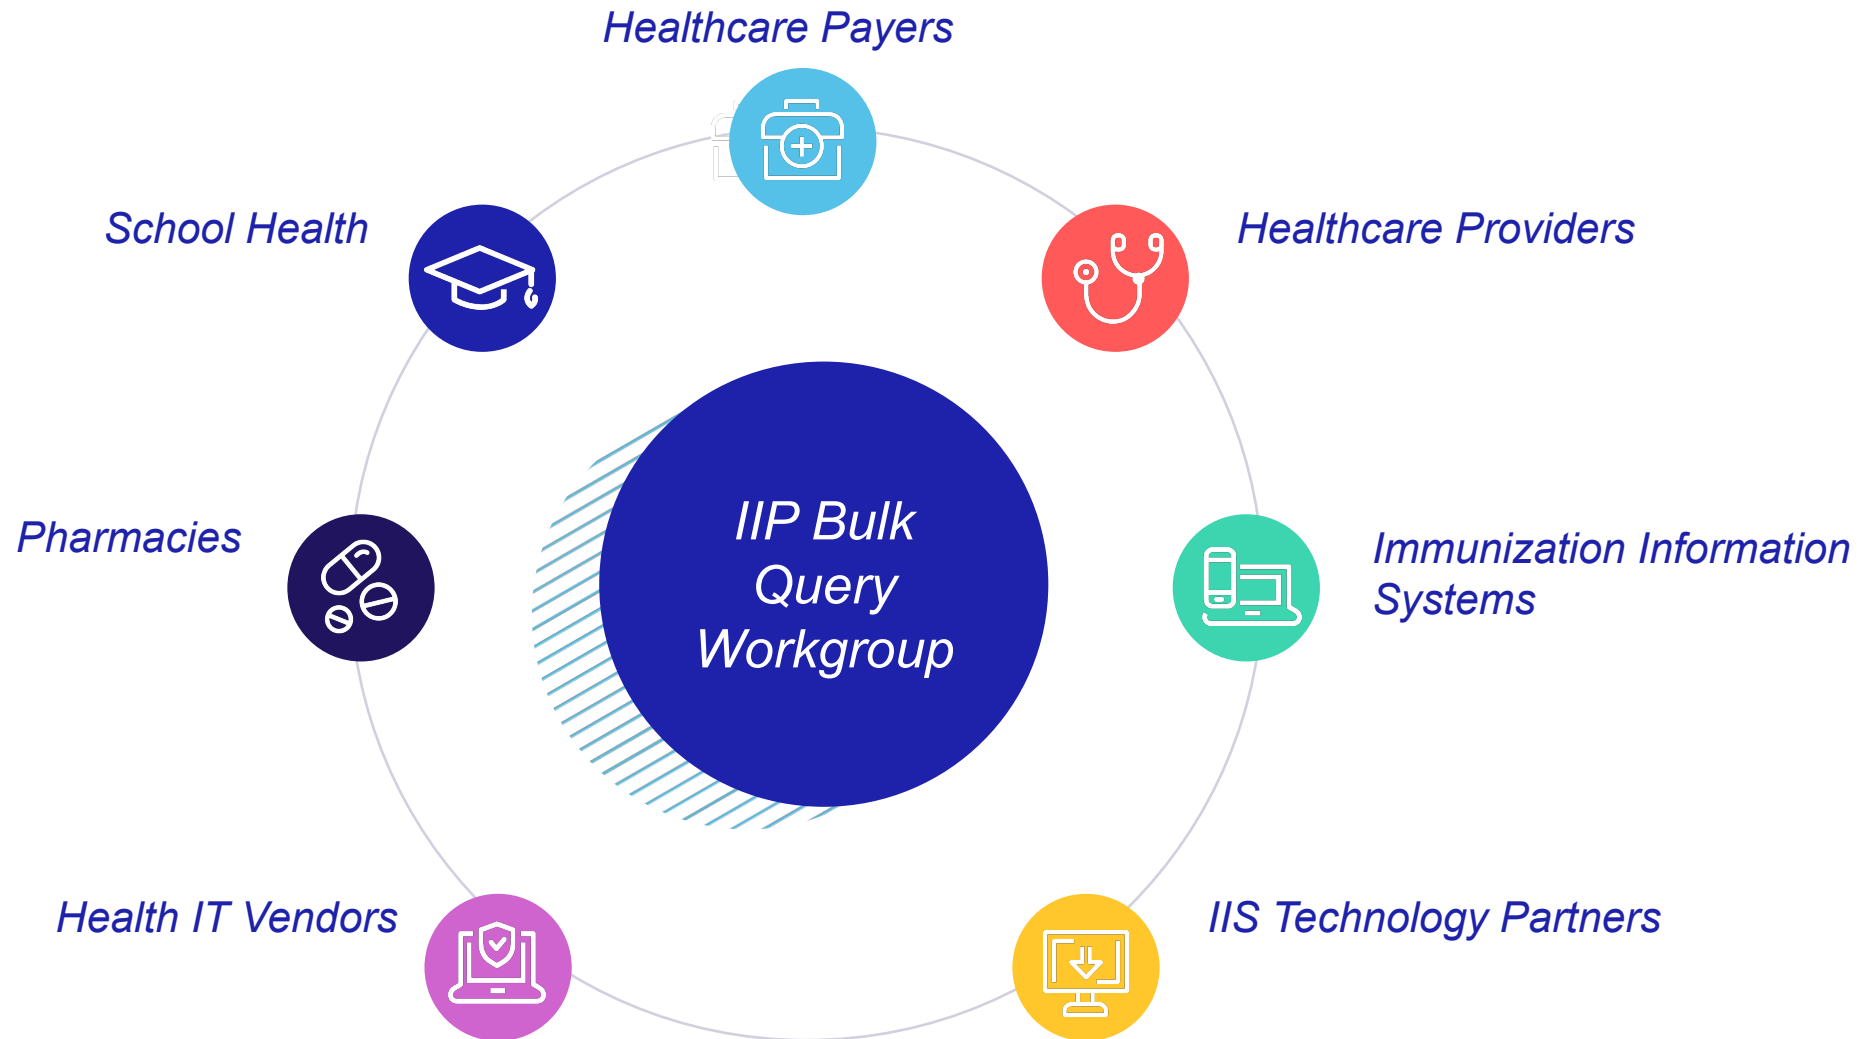 Healthcare Payers
School Health
Healthcare Providers
Pharmacies
IIP Bulk
Query
Workgroup
Immunization Information
Systems
Health IT Vendors
IIS Technology Partners